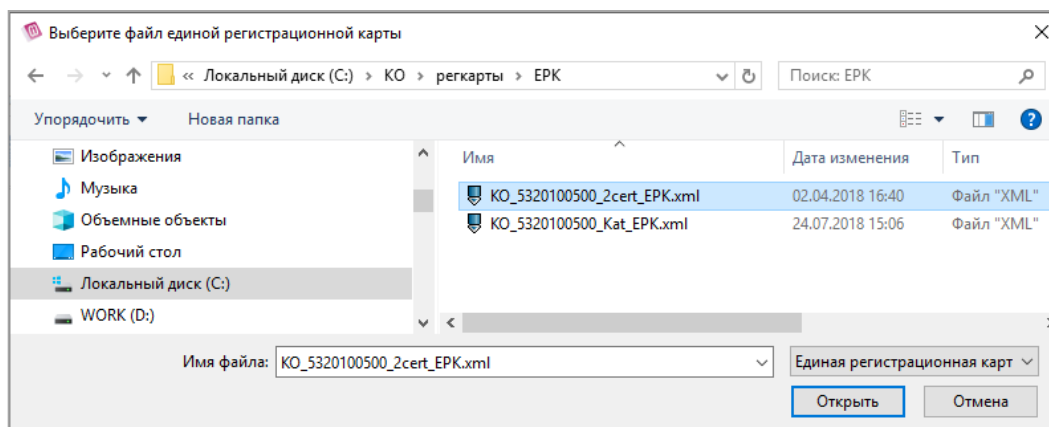 Выберите файл единой регистрационной карты
« Локальный диск (C:) › КО › регкарты › ЕРК
Поиск: ЕРК
Упорядочить Новая папка
Изображения
Музыка
Объемные объекты
Рабочий стол
Локальный диск (C:)
WORK (D:)
Имя Дата изменения Тип
KO_5320100500_2cert_EPK.xml 02.04.2018 16:40 Файл "XML"
KO_5320100500_Kat_EPK.xml 24.07.2018 15:06 Файл "XML"
Имя файла: KO_5320100500_2cert_EPK.xml
Единая регистрационная карт
Открыть Отмена